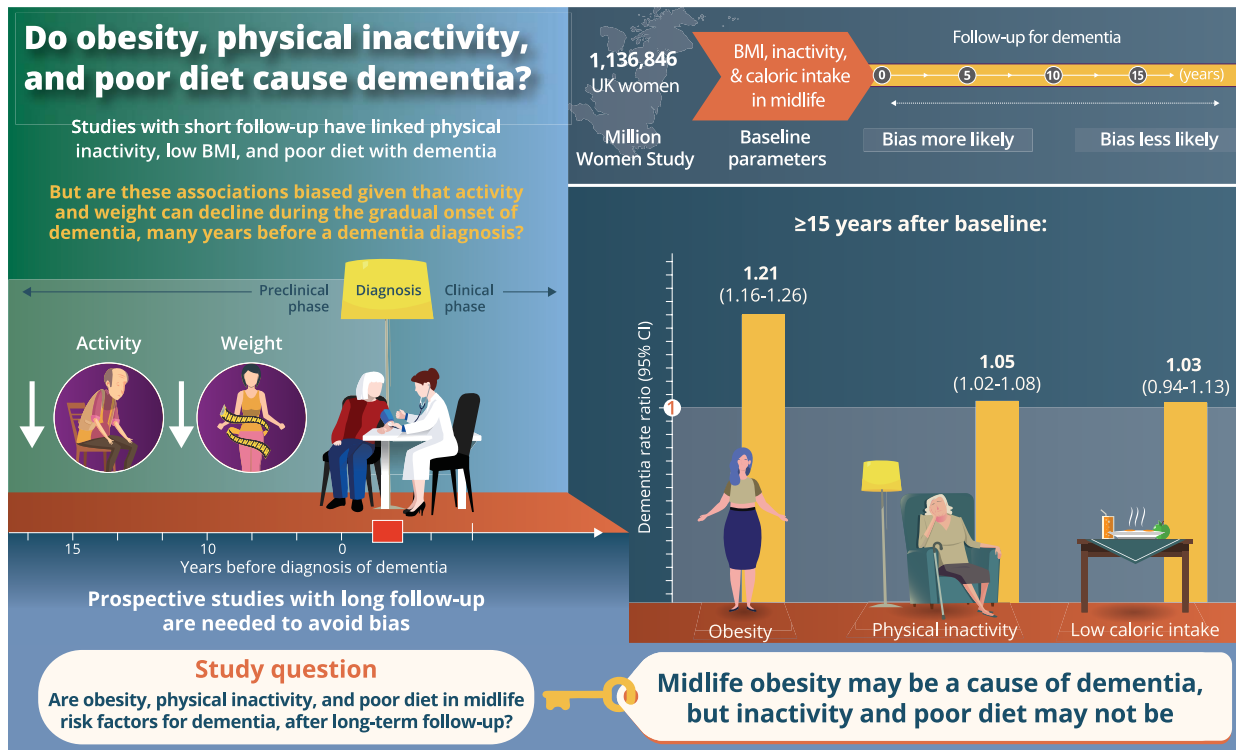 Do obesity, physical inactivity,
and poor diet cause dementia?
Studies with short follow-up have linked physical
inactivity, low BMI, and poor diet with dementia
But are these associations biased given that activity
and weight can decline during the gradual onset of
dementia, many years before a dementia diagnosis?
Preclinical
phase
Diagnosis
Clinical
phase
Activity
Weight
15
10
0
Years before diagnosis of dementia
Prospective studies with long follow-up
are needed to avoid bias
Study question
Are obesity, physical inactivity, and poor diet in midlife
risk factors for dementia, after long-term follow-up?
1,136,846
UK women
Million
Women Study
BMI, inactivity,
& caloric intake
in midlife
Baseline
parameters
Follow-up for dementia
0 5 10 15 (years)
Bias more likely
Bias less likely
≥15 years after baseline:
Dementia rate ratio (95% CI)
1
1.21
(1.16-1.26)
1.05
(1.02-1.08)
1.03
(0.94-1.13)
Obesity
Physical inactivity
Low caloric intake
Midlife obesity may be a cause of dementia,
but inactivity and poor diet may not be